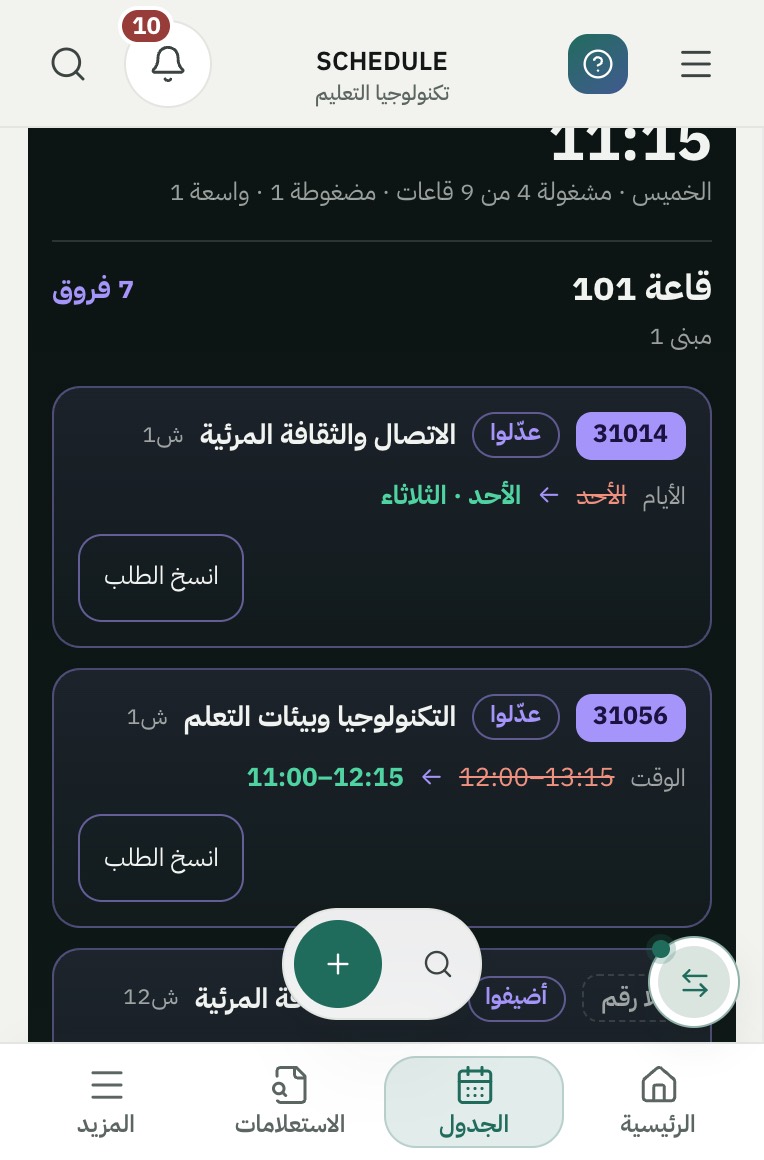 10
SCHEDULE
تكنولوجيا التعليم
11:15
الخميس · مشغولة 4 من 9 قاعات · مضغوطة 1 · واسعة 1
قاعة 101
7 فروق
مبنى 1
31014 عدّلوا الاتصال والثقافة المرئية ش1
الأيام الأحد ← الأحد · الثلاثاء
انسخ الطلب
31056 عدّلوا التكنولوجيا وبيئات التعلم ش1
الوقت 12:00–13:15 ← 11:00–12:15
انسخ الطلب
رقم أضيفوا المرئية ش12
الرئيسية
الجدول
الاستعلامات
المزيد